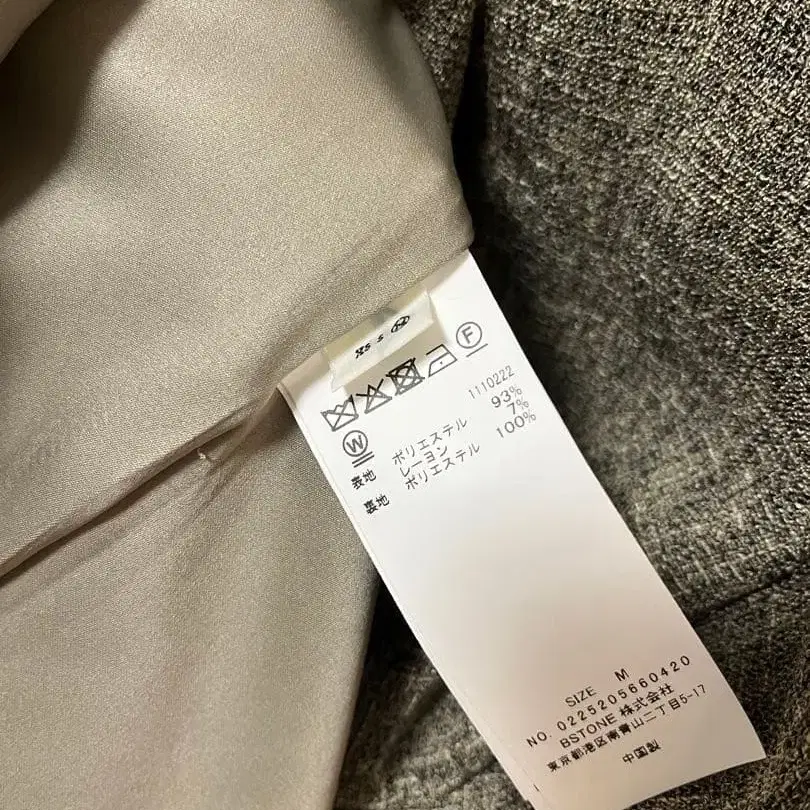 F
1110222
W
表地 ポリエステル 93%
レーヨン 7%
裏地 ポリエステル 100%
SIZE M
NO. 0225205660420
BSTONE 株式会社
東京都港区南青山二丁目5-17
中国製